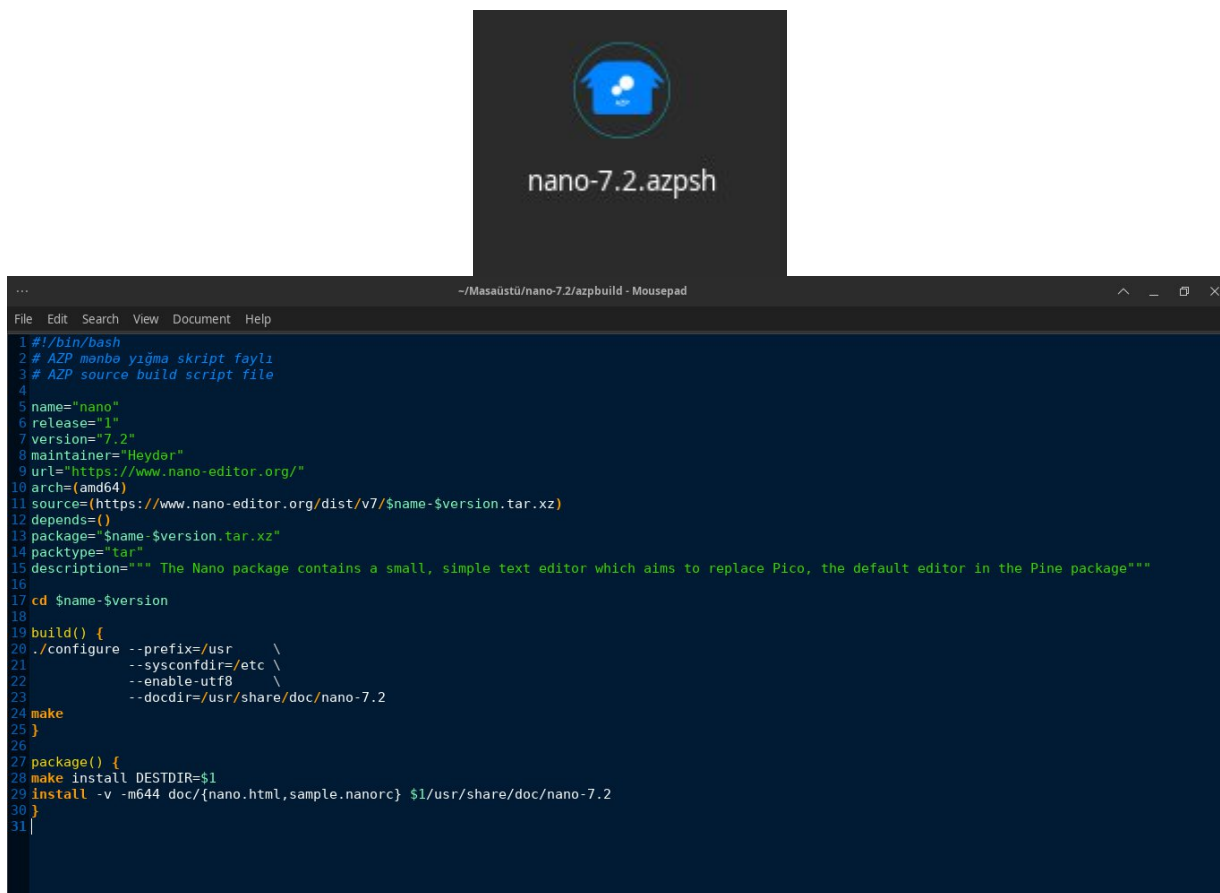 AZP
nano-7.2.azpsh
~/Masaüstü/nano-7.2/azpbuild - Mousepad
File Edit Search View Document Help
1 #!/bin/bash
2 # AZP mənbə yığma skript faylı
3 # AZP source build script file
4
5 name="nano"
6 release="1"
7 version="7.2"
8 maintainer="Heydər"
9 url="https://www.nano-editor.org/"
10 arch=(amd64)
11 source=(https://www.nano-editor.org/dist/v7/$name-$version.tar.xz)
12 depends=()
13 package="$name-$version.tar.xz"
14 packtype="tar"
15 description=""" The Nano package contains a small, simple text editor which aims to replace Pico, the default editor in the Pine package"""
16
17 cd $name-$version
18
19 build() {
20 ./configure --prefix=/usr     \
21             --sysconfdir=/etc \
22             --enable-utf8     \
23             --docdir=/usr/share/doc/nano-7.2
24 make
25 }
26
27 package() {
28 make install DESTDIR=$1
29 install -v -m644 doc/{nano.html,sample.nanorc} $1/usr/share/doc/nano-7.2
30 }
31